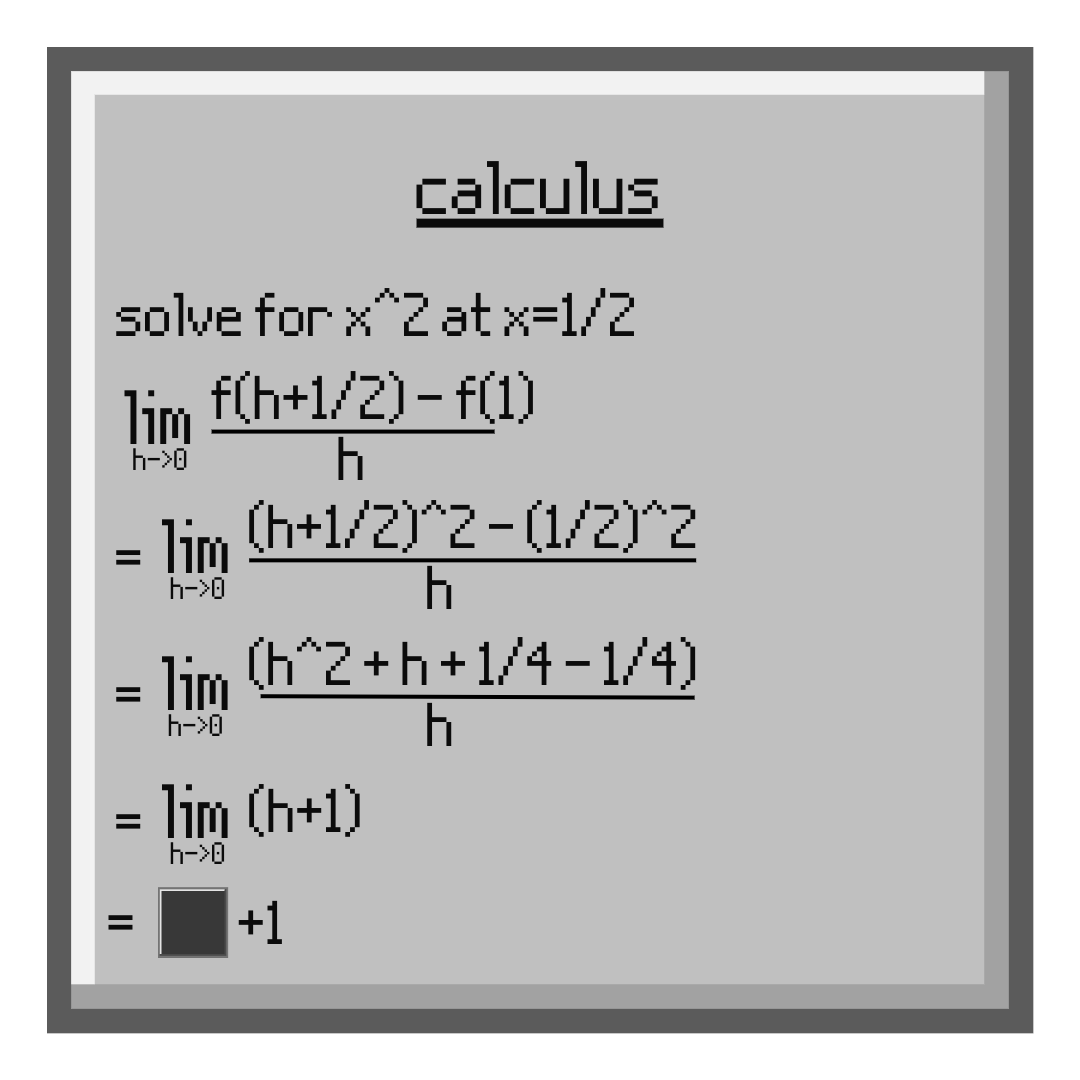 calculus
solve for x^2 at x=1/2
lim h->0 f(h+1/2) - f(1)
h
= lim h->0 (h+1/2)^2 - (1/2)^2
h
= lim h->0 (h^2 + h + 1/4 - 1/4)
h
= lim h->0 (h+1)
= +1